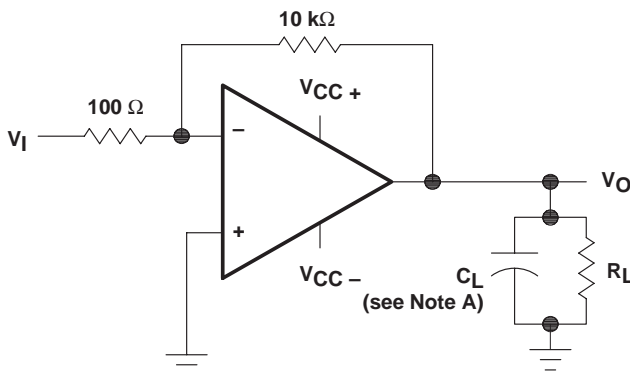 10 kΩ
100 Ω
VCC +
VI
−
+
VO
VCC −
CL
(see Note A)
RL